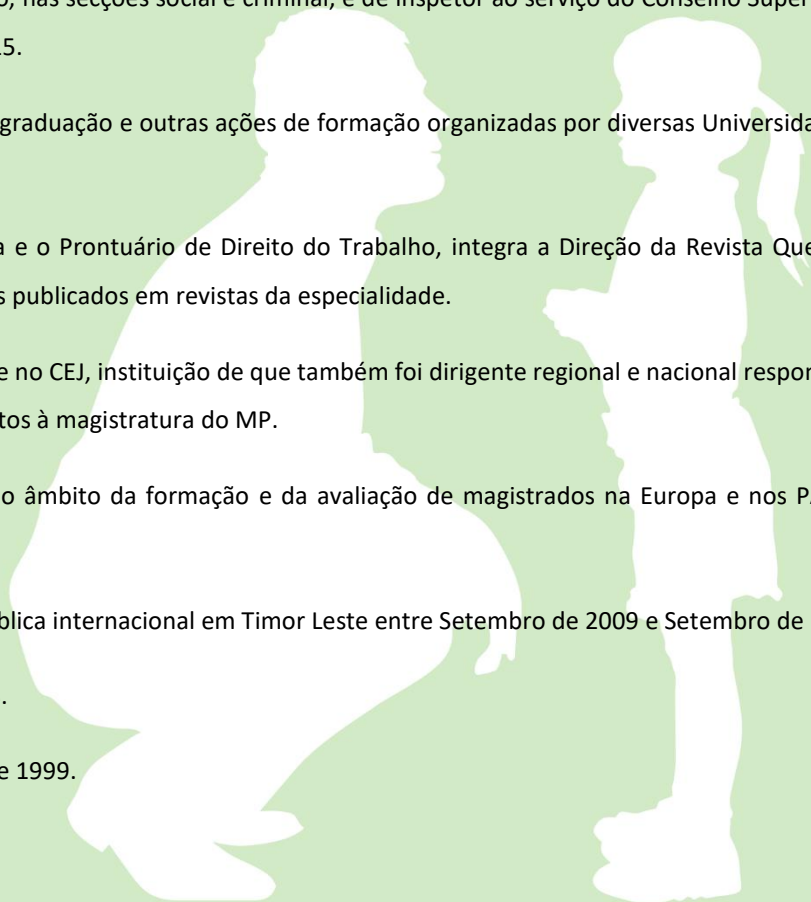 nas secções social e criminal, e de inspetor ao serviço do Conselho Super
5.
graduação e outras ações de formação organizadas por diversas Universida
a e o Prontuário de Direito do Trabalho, integra a Direção da Revista Que
s publicados em revistas da especialidade.
e no CEJ, instituição de que também foi dirigente regional e nacional respon
tos à magistratura do MP.
o âmbito da formação e da avaliação de magistrados na Europa e nos PA
blica internacional em Timor Leste entre Setembro de 2009 e Setembro de
.
e 1999.